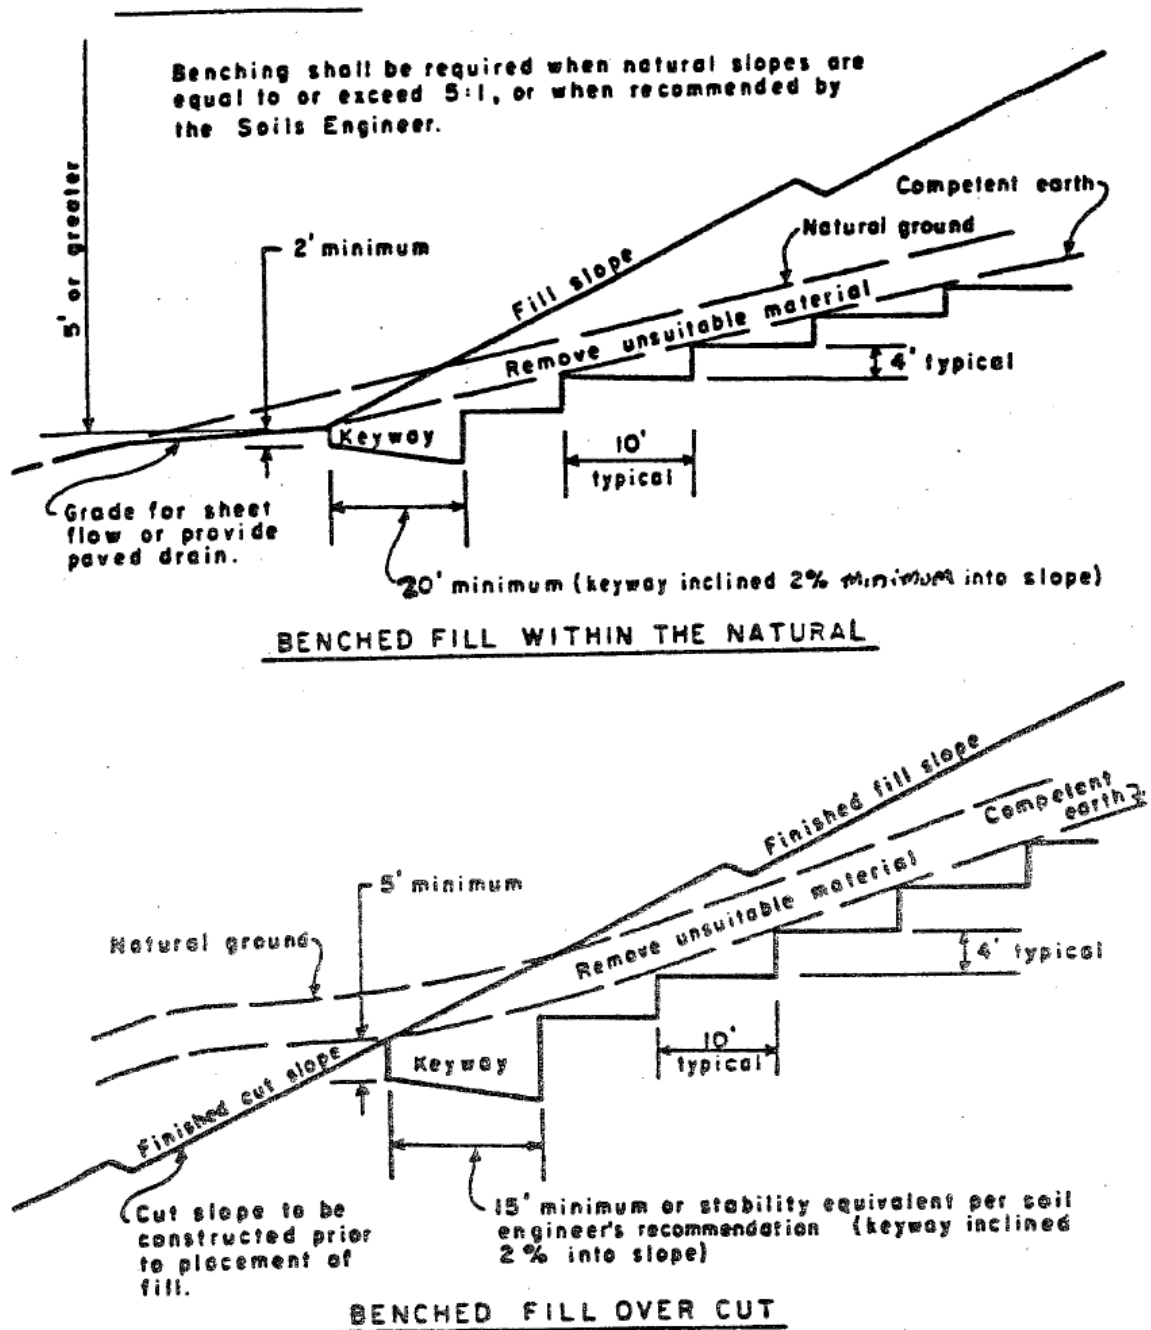 Benching shall be required when natural slopes are
equal to or exceed 5:1, or when recommended by
the Soils Engineer.
5' or greater
2' minimum
Fill slope
Competent earth
Natural ground
Remove unsuitable material
4' typical
Keyway
10'
typical
Grade for sheet
flow or provide
paved drain.
20' minimum (keyway inclined 2% minimum into slope)
BENCHED FILL WITHIN THE NATURAL
Finished fill slope
Competent
earth
5' minimum
Natural ground
Remove unsuitable material
4' typical
Keyway
10'
typical
Finished cut slope
Cut slope to be
constructed prior
to placement of
fill.
15' minimum or stability equivalent per soil
engineer's recommendation (keyway inclined
2% into slope)
BENCHED FILL OVER CUT